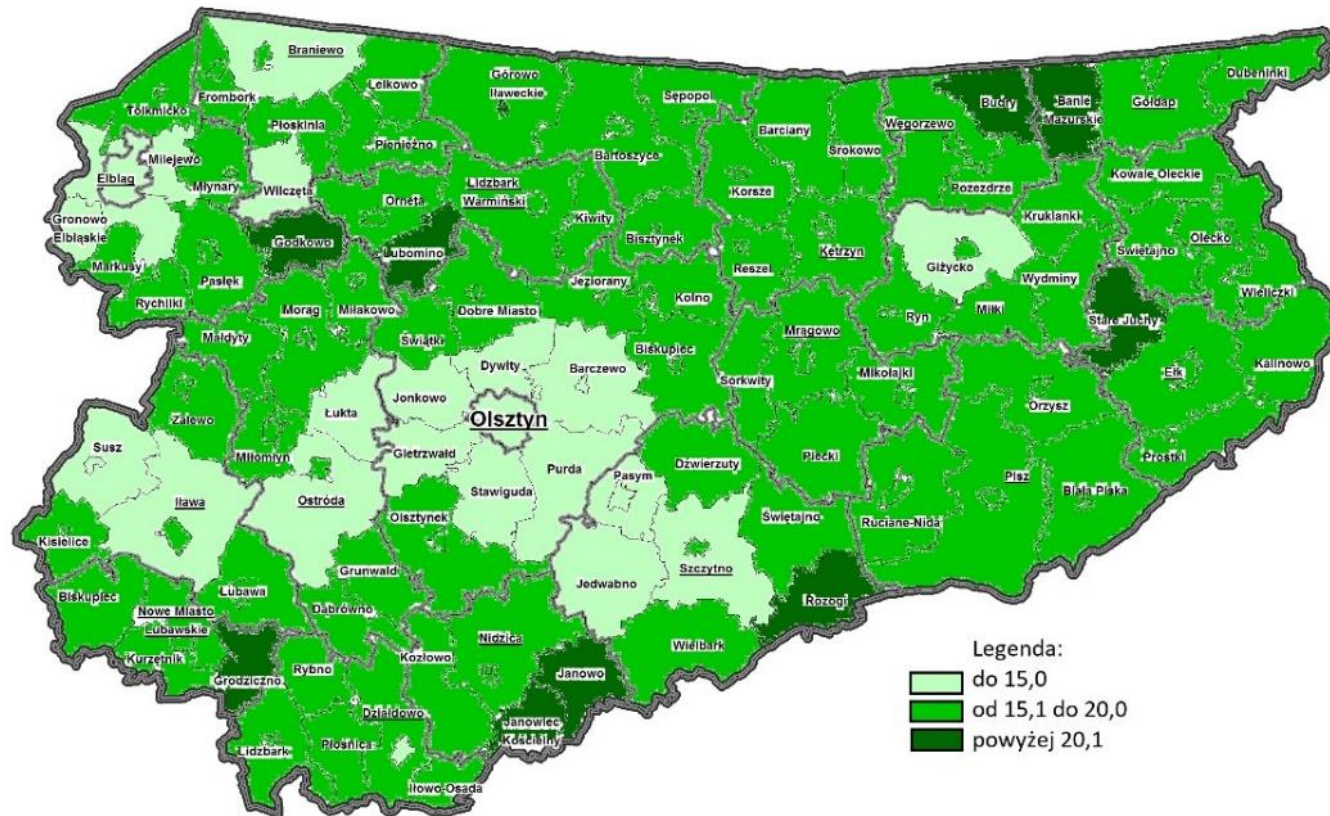 Braniewo
Dubeninki
Lelkowo
Górowo
Iławeckie
Frombork
Sępopol
Budry
Banie
Mazurskie
Gołdap
Tolkmicko
Płoskinia
Barciany
Węgorzewo
Pieniężno
Srokowo
Milejewo
Bartoszyce
Elbląg
Młynary
Wilczęta
Lidzbark
Warmiński
Korsze
Pozezdrze
Kowale Oleckie
Orneta
Gronowo
Elbląskie
Kiwity
Kruklanki
Godkowo
Lubomino
Bisztynek
Kętrzyn
Świętajno
Olecko
Markusy
Pasłęk
Jeziorany
Reszel
Giżycko
Wydminy
Rychliki
Morąg
Miłakowo
Dobre Miasto
Kolno
Ryn
Miłki
Wieliczki
Małdyty
Świątki
Mrągowo
Stare Juchy
Dywity
Barczewo
Biskupiec
Kalinowo
Jonkowo
Sorkwity
Mikołajki
Ełk
Łukta
Olsztyn
Orzysz
Zalewo
Susz
Miłomłyn
Gietrzwałd
Purda
Piecki
Prostki
Dźwierzuty
Pasym
Pisz
Iława
Ostróda
Stawiguda
Biała Piska
Olsztynek
Świętajno
Ruciane-Nida
Kisielice
Szczytno
Grunwald
Jedwabno
Biskupiec
Lubawa
Rozogi
Nowe Miasto
Lubawskie
Dąbrówno
Nidzica
Wielbark
Kurzętnik
Kozłowo
Rybno
Grodziczno
Janowo
Działdowo
Janowiec
Kościelny
Lidzbark
Płośnica
Iłowo-Osada
Legenda:
do 15,0
od 15,1 do 20,0
powyżej 20,1